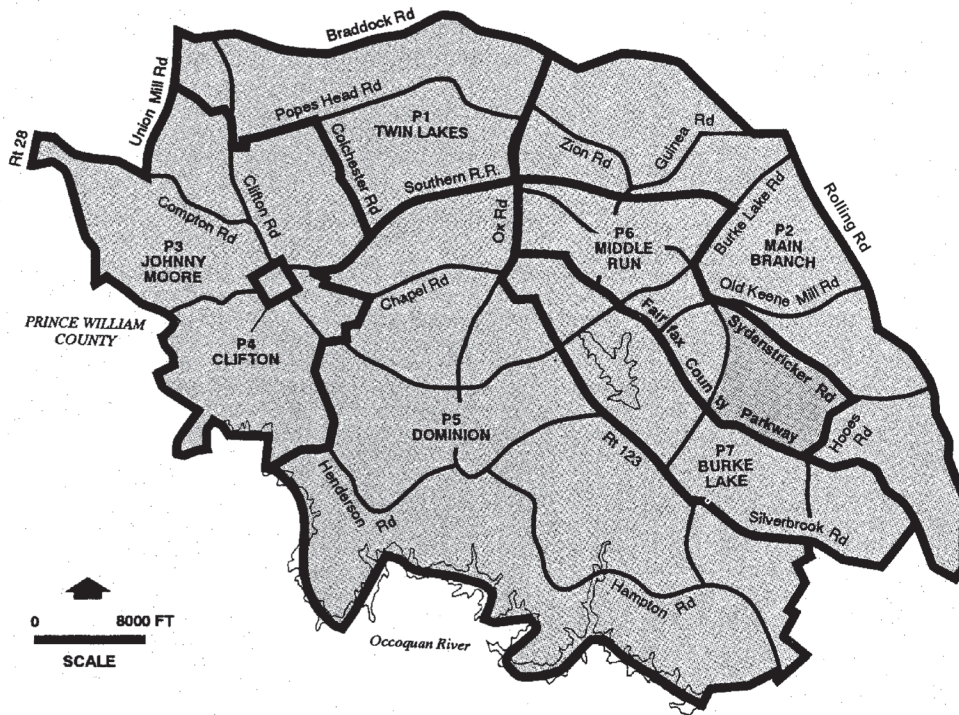 Braddock Rd
Union Mill Rd
Popes Head Rd
P1
TWIN LAKES
Colchester Rd
Rt 28
Zion Rd
Guinea Rd
Southern R.R.
Clifton Rd
Compton Rd
Ox Rd
Burke Lake Rd
Rolling Rd
P3
JOHNNY
MOORE
P6
MIDDLE
RUN
P2
MAIN
BRANCH
Chapel Rd
Old Keene Mill Rd
PRINCE WILLIAM
COUNTY
P4
CLIFTON
Fairfax County Parkway
Sydenstricker Rd
P5
DOMINION
Rt 123
Hooes
Rd
P7
BURKE
LAKE
Henderson Rd
Silverbrook Rd
Hampton Rd
0 8000 FT
SCALE
Occoquan River